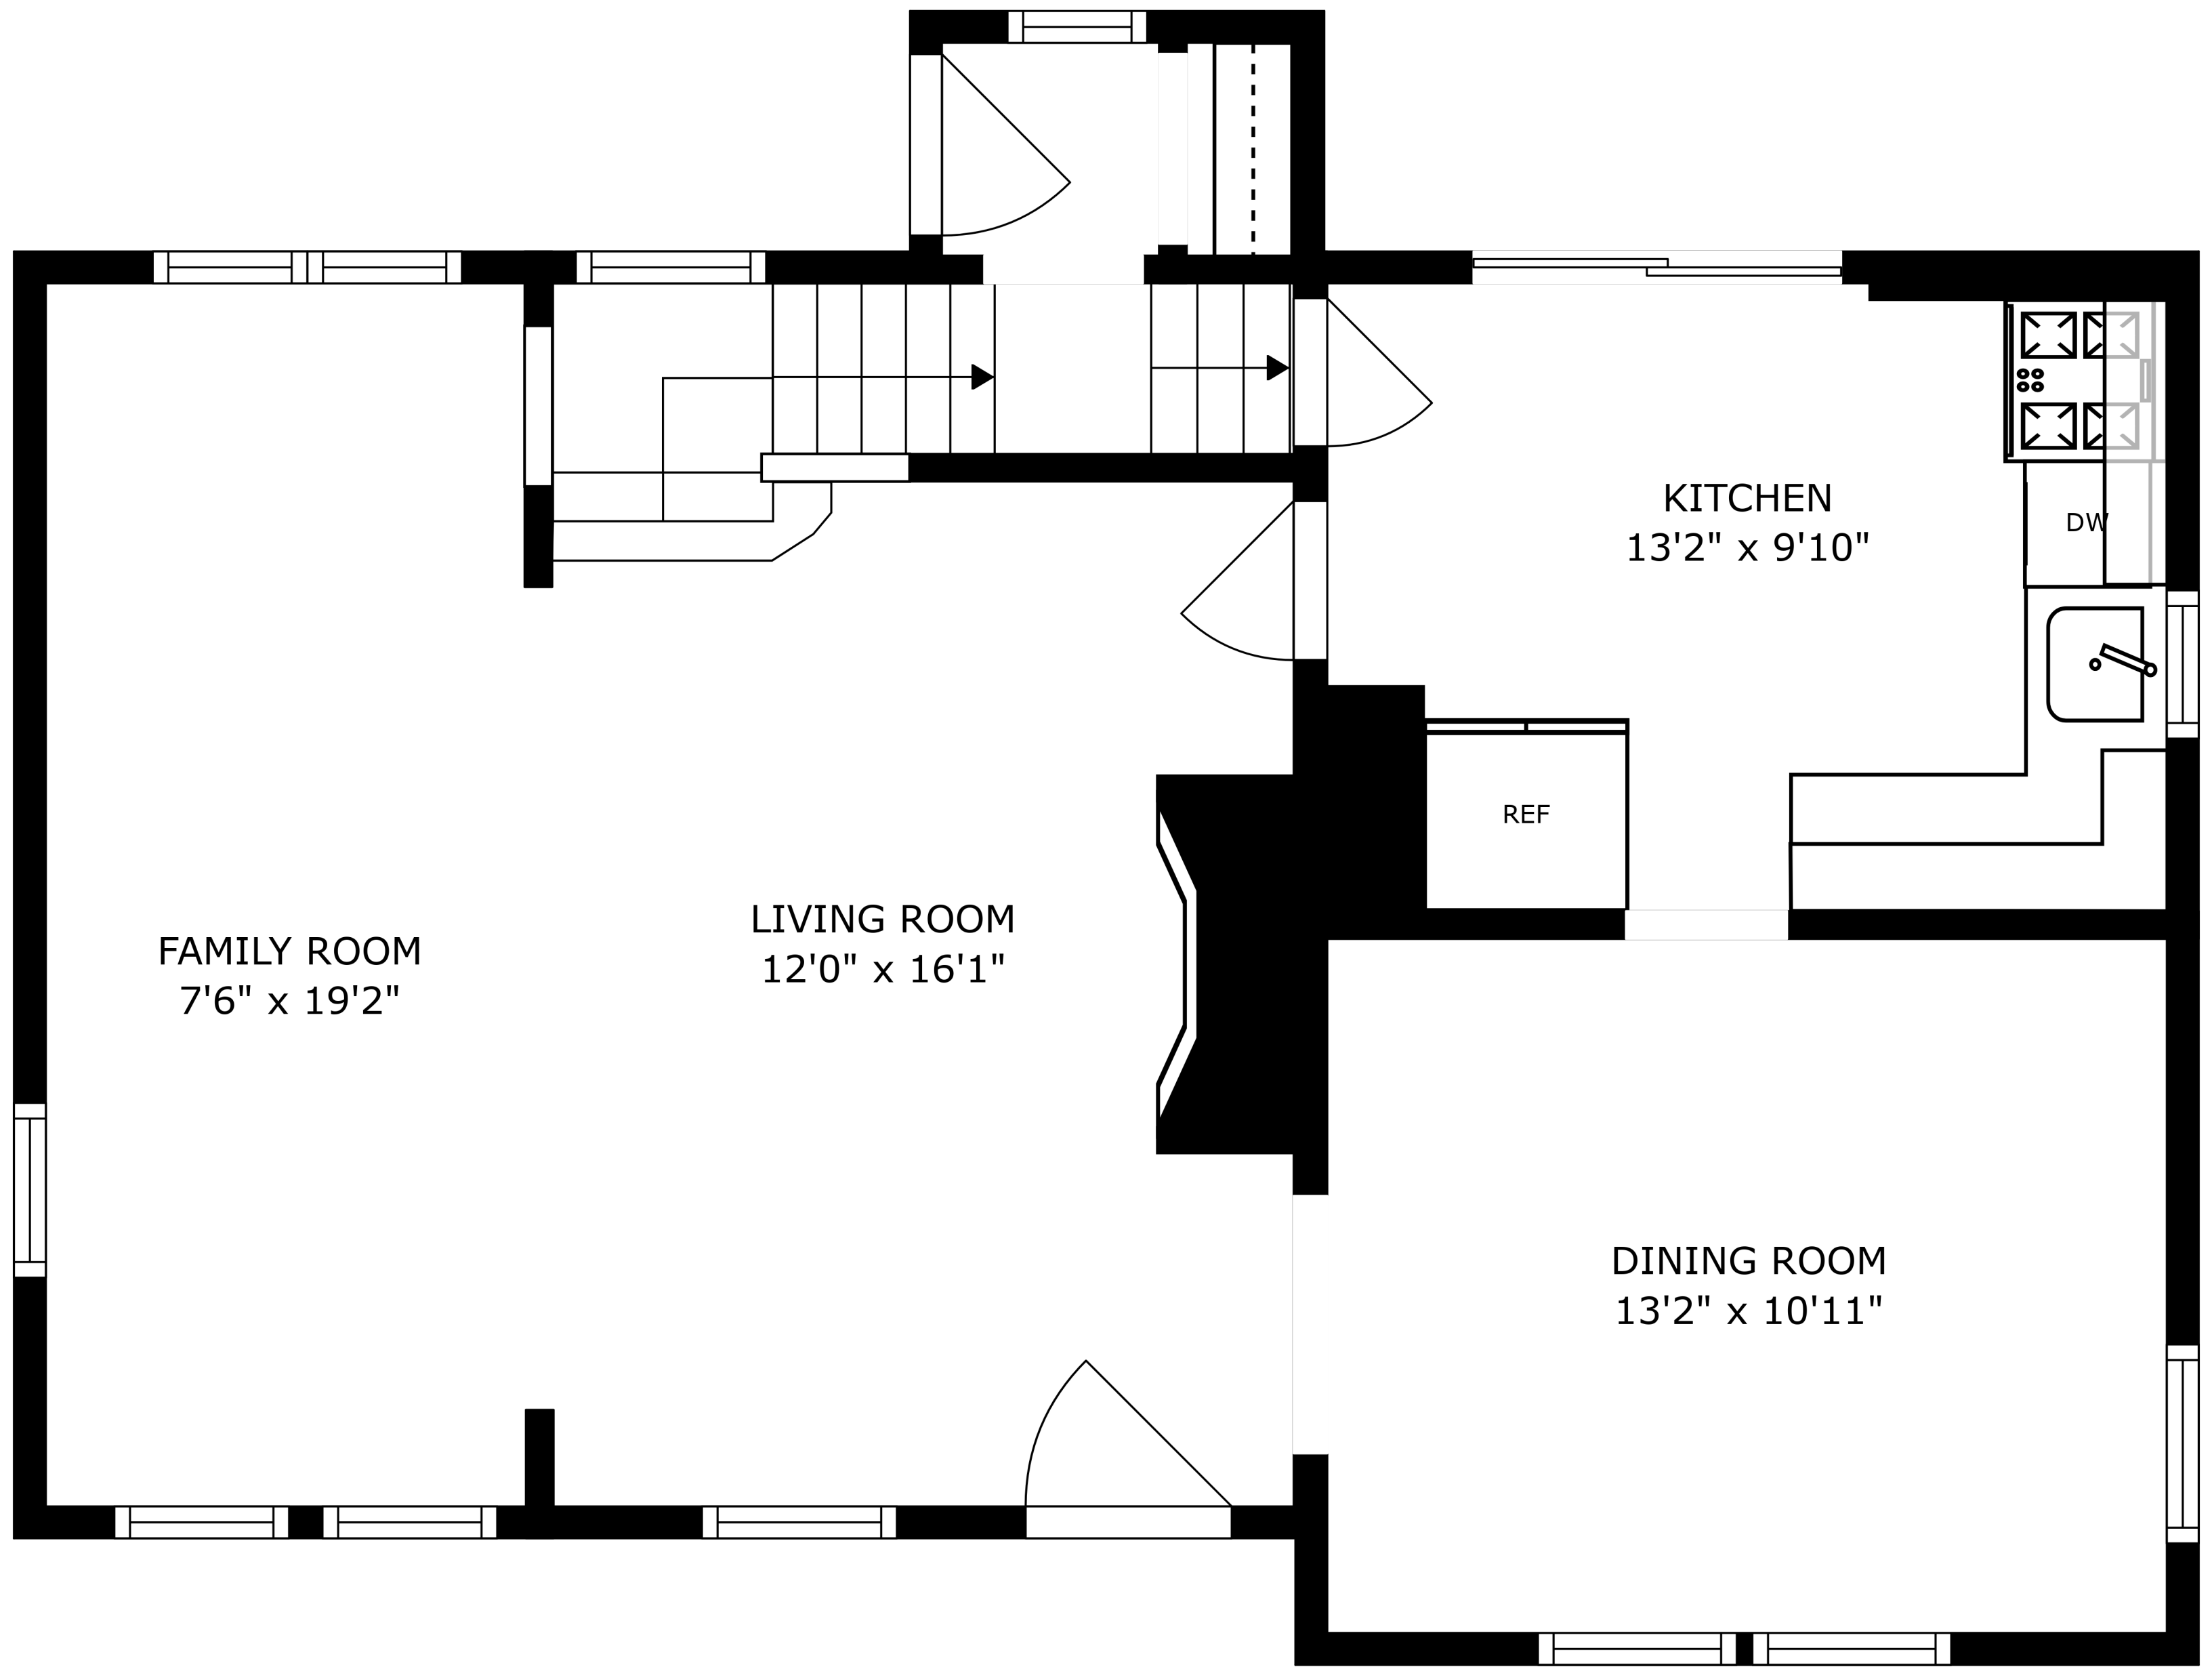 KITCHEN
13'2" x 9'10"
DW
REF
LIVING ROOM
12'0" x 16'1"
FAMILY ROOM
7'6" x 19'2"
DINING ROOM
13'2" x 10'11"